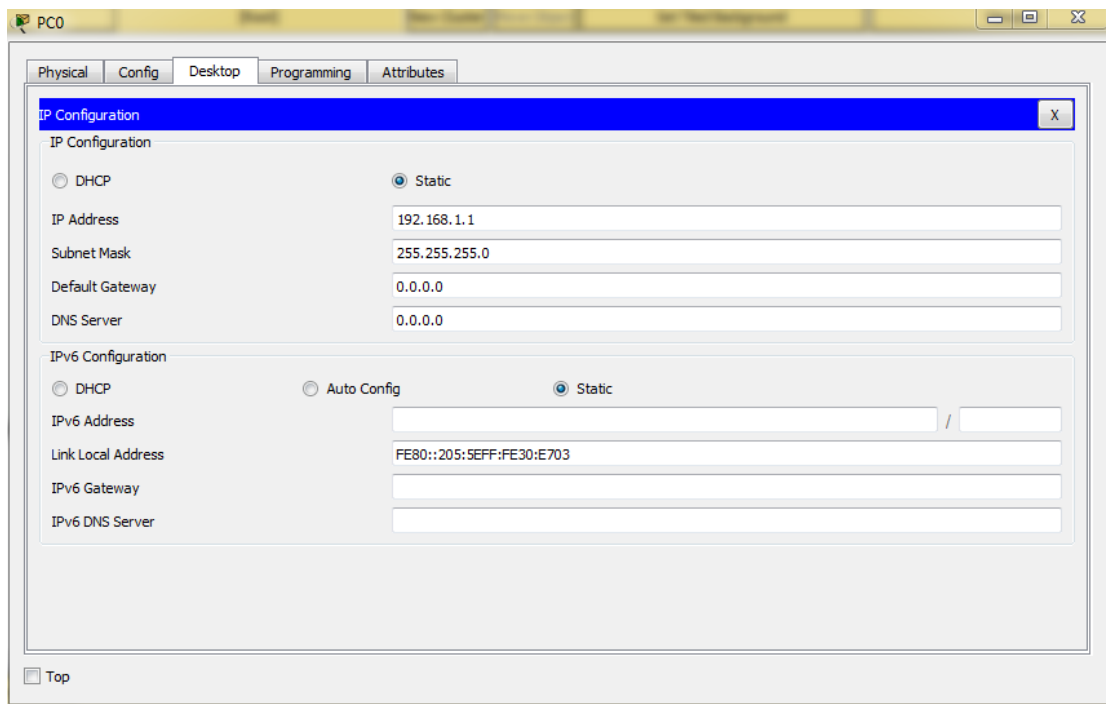 PC0
Physical Config Desktop Programming Attributes
IP Configuration X
IP Configuration
DHCP Static
IP Address 192.168.1.1
Subnet Mask 255.255.255.0
Default Gateway 0.0.0.0
DNS Server 0.0.0.0
IPv6 Configuration
DHCP Auto Config Static
IPv6 Address /
Link Local Address FE80::205:5EFF:FE30:E703
IPv6 Gateway
IPv6 DNS Server
Top